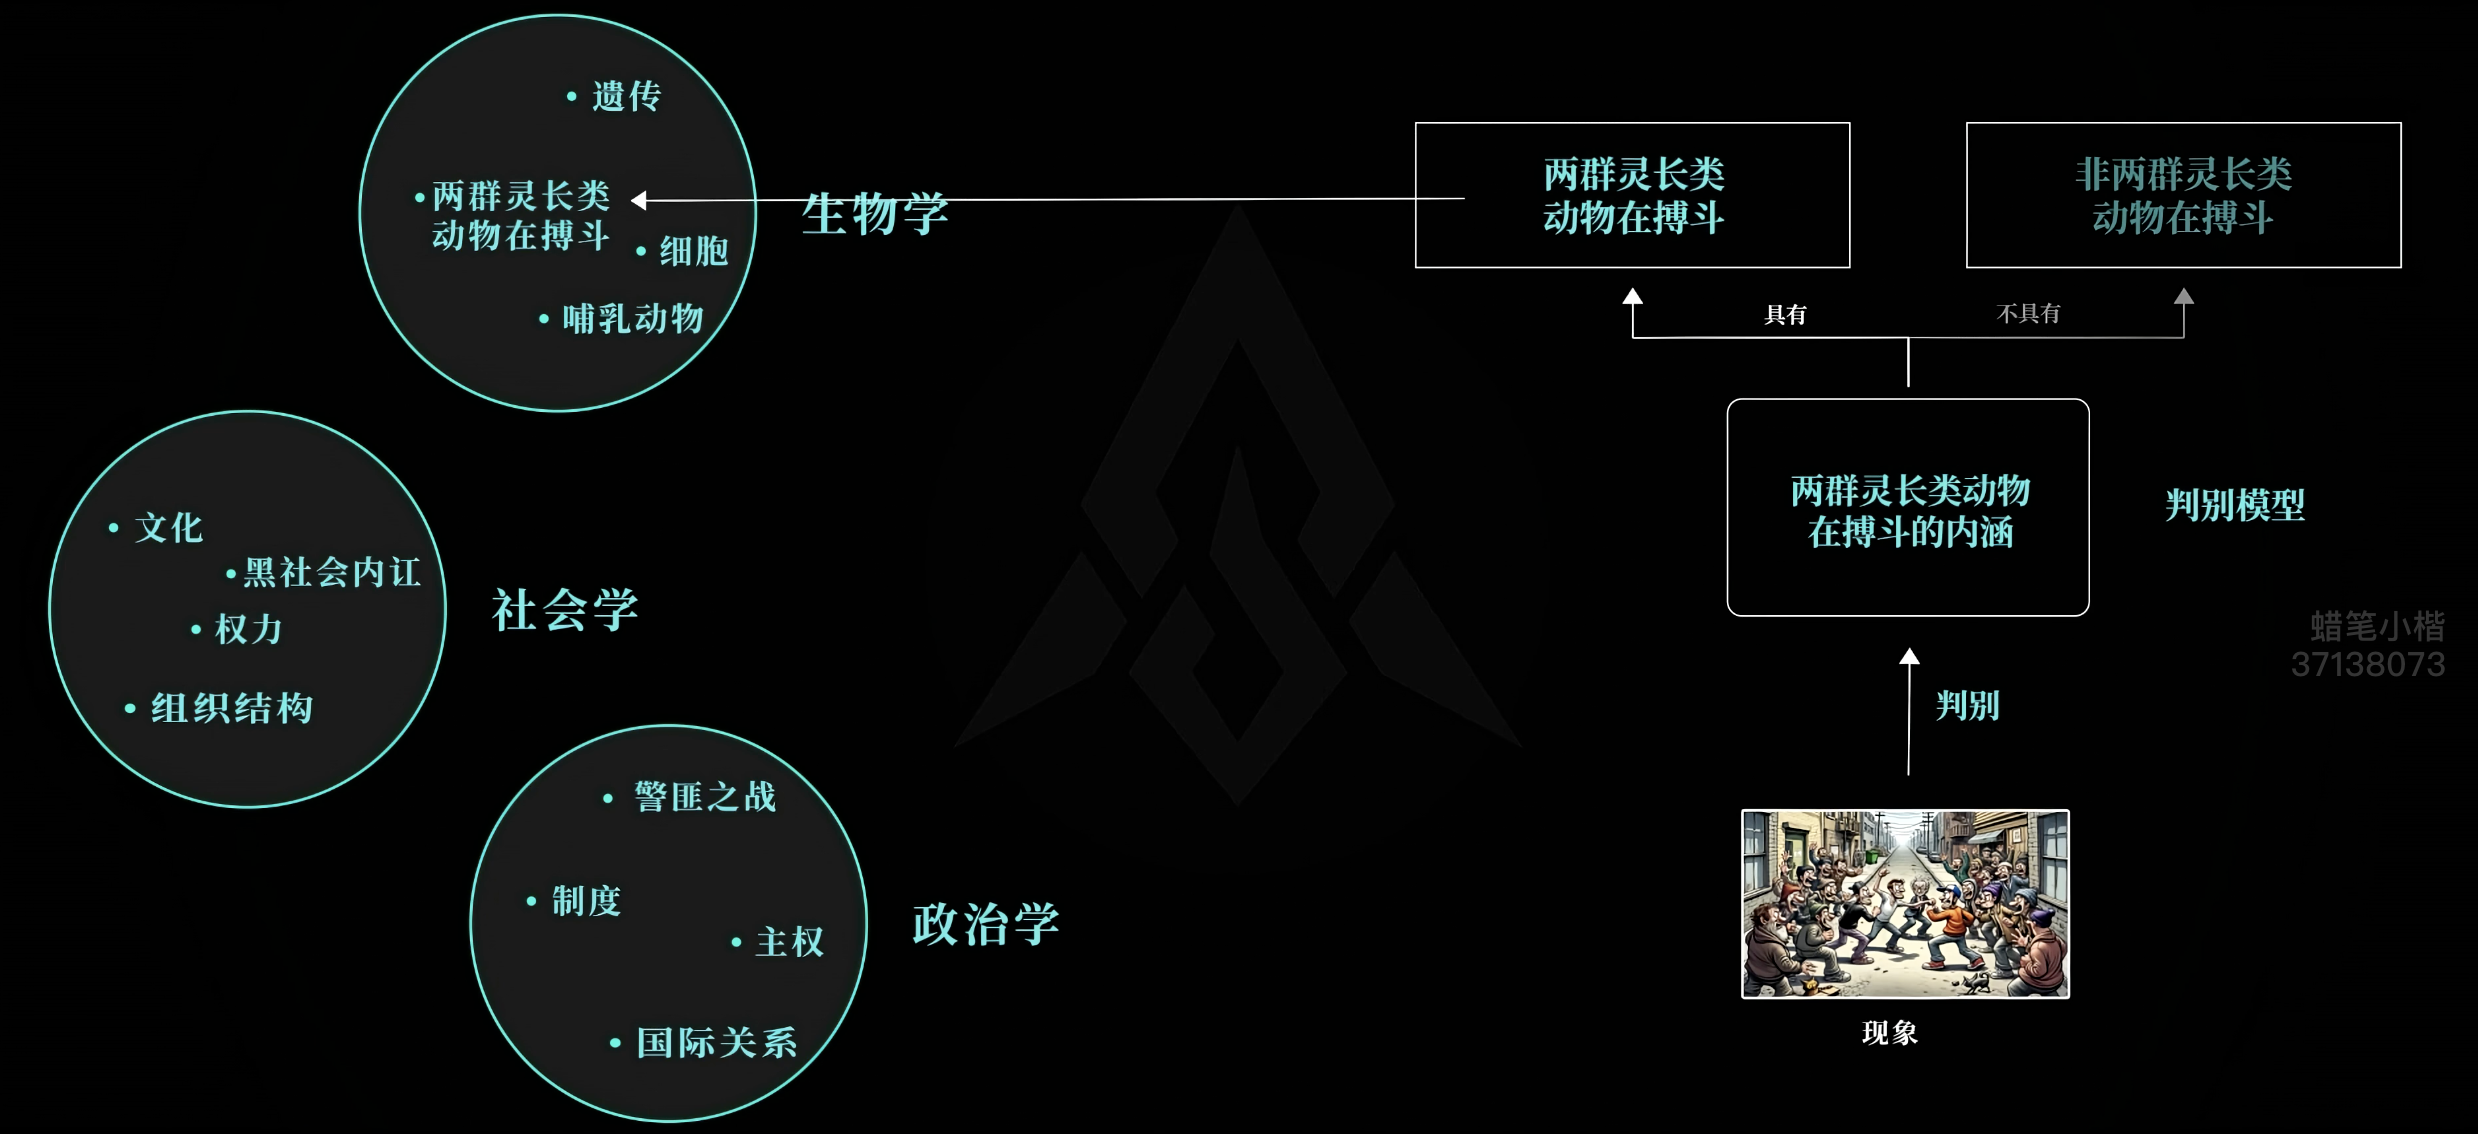 遗传
两群灵长类
动物在搏斗
细胞
哺乳动物
生物学
文化
黑社会内讧
权力
组织结构
社会学
警匪之战
制度
主权
国际关系
政治学
两群灵长类
动物在搏斗
非两群灵长类
动物在搏斗
具有
不具有
两群灵长类动物
在搏斗的内涵
判别模型
判别
现象
蜡笔小楷
37138073